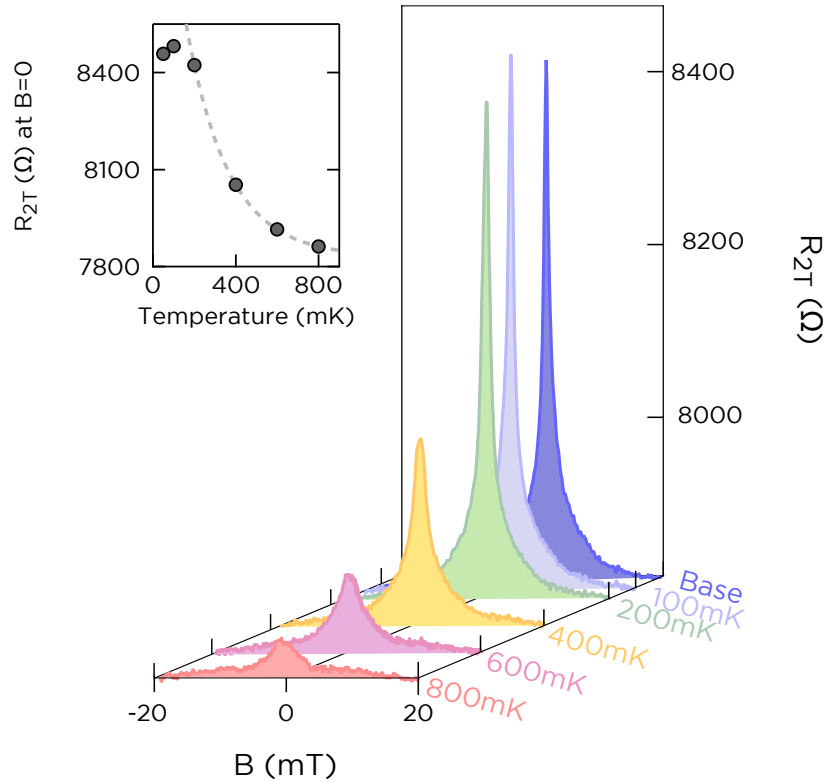 8400
8100
7800
R2T (Ω) at B=0
0
400
800
Temperature (mK)
8400
8200
8000
R2T (Ω)
Base
100mK
200mK
400mK
600mK
800mK
-20
0
20
B (mT)